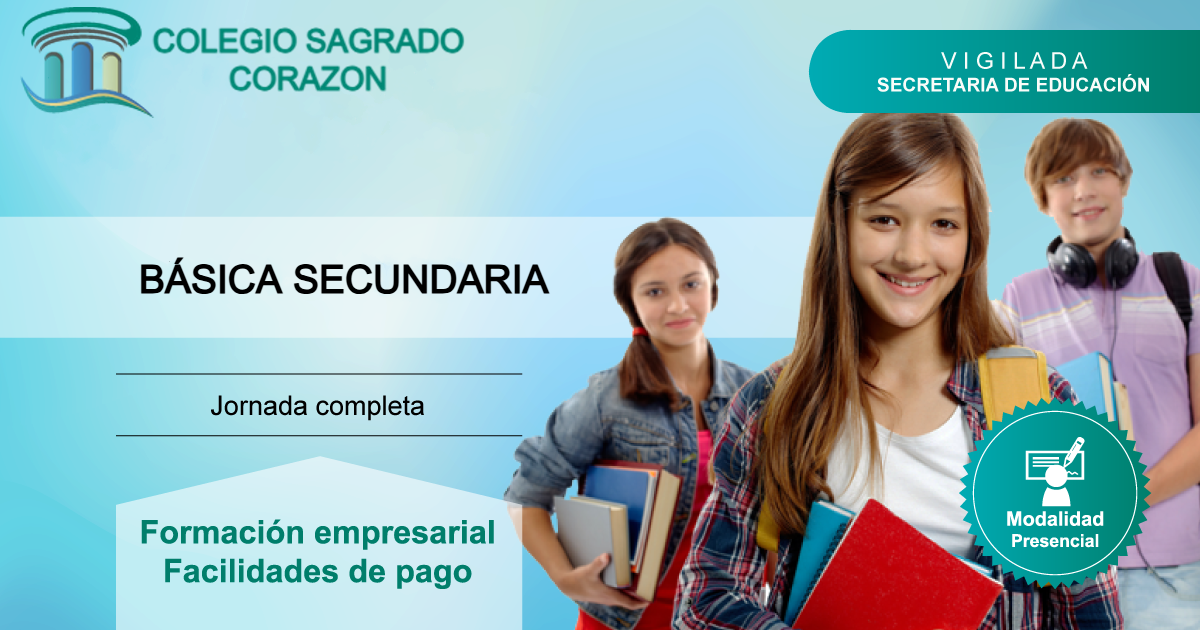 COLEGIO SAGRADO
CORAZON
VIGILADA
SECRETARIA DE EDUCACIÓN
BÁSICA SECUNDARIA
Jornada completa
Formación empresarial
Facilidades de pago
Modalidad
Presencial